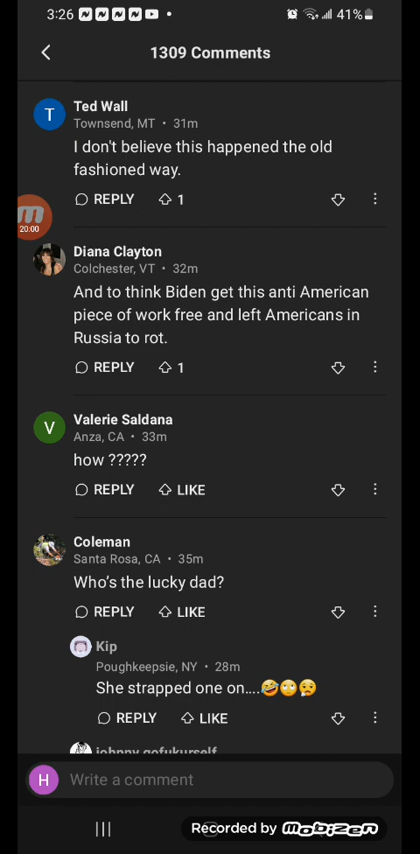 3:26 41%
1309 Comments
T Ted Wall
Townsend, MT • 31m
I don't believe this happened the old
fashioned way.
REPLY 1
20:00
Diana Clayton
Colchester, VT • 32m
And to think Biden get this anti American
piece of work free and left Americans in
Russia to rot.
REPLY 1
V Valerie Saldana
Anza, CA • 33m
how ?????
REPLY LIKE
Coleman
Santa Rosa, CA • 35m
Who's the lucky dad?
REPLY LIKE
Kip
Poughkeepsie, NY • 28m
She strapped one on....🤣🙄😥
REPLY LIKE
johnny gofukurself
H Write a comment
Recorded by mobizen